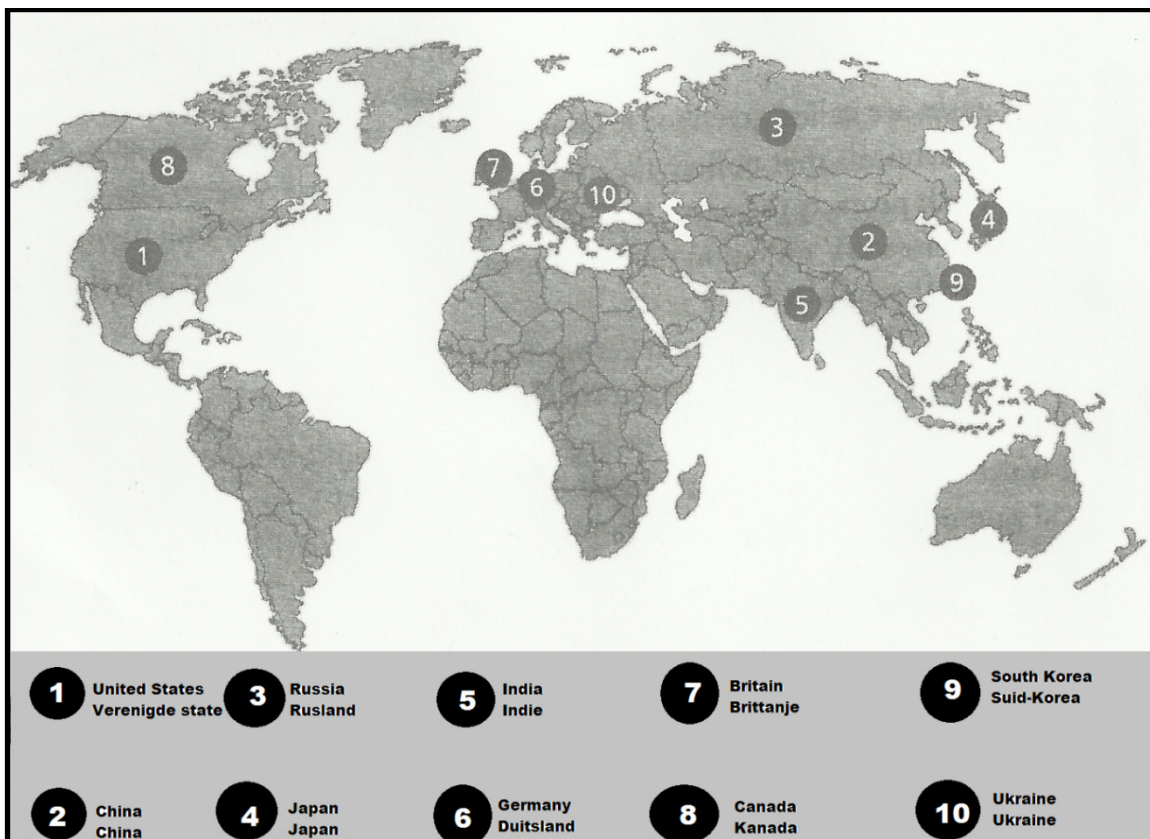 8
3
7
6
10
4
1
2
9
5
1 United States
Verenigde state
3 Russia
Rusland
5 India
Indie
7 Britain
Brittanje
9 South Korea
Suid-Korea
2 China
China
4 Japan
Japan
6 Germany
Duitsland
8 Canada
Kanada
10 Ukraine
Ukraine